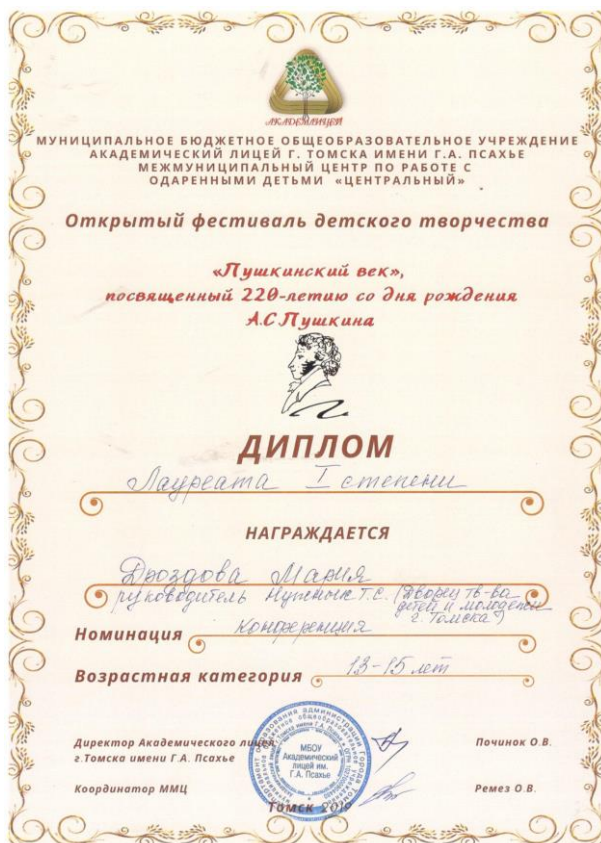 АКАДЕМЛИЦЕЙ
МУНИЦИПАЛЬНОЕ БЮДЖЕТНОЕ ОБЩЕОБРАЗОВАТЕЛЬНОЕ УЧРЕЖДЕНИЕ
АКАДЕМИЧЕСКИЙ ЛИЦЕЙ Г. ТОМСКА ИМЕНИ Г.А. ПСАХЬЕ
МЕЖМУНИЦИПАЛЬНЫЙ ЦЕНТР ПО РАБОТЕ С
ОДАРЕННЫМИ ДЕТЬМИ «ЦЕНТРАЛЬНЫЙ»
Открытый фестиваль детского творчества
«Пушкинский век»,
посвященный 220-летию со дня рождения
А.С.Пушкина
ДИПЛОМ
Лауреата I степени
НАГРАЖДАЕТСЯ
Дроздова Мария
руководитель Нужных Т.С. (Дворец тв-ва
детей и молодежи
г. Томска)
Номинация Конференция
Возрастная категория 13-15 лет
Директор Академического лицея
г.Томска имени Г.А. Псахье
Починок О.В.
МБОУ
Академический
лицей им.
Г.А. Псахье
Координатор ММЦ
Ремез О.В.
Томск 2019